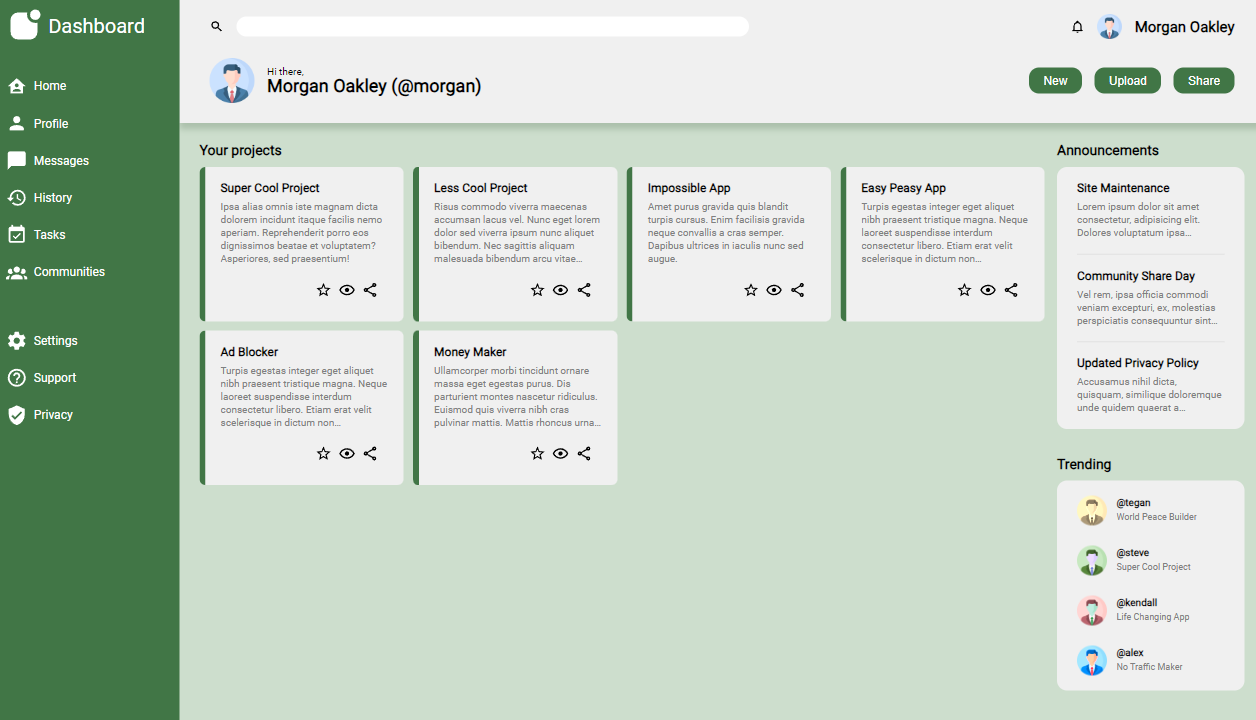 Dashboard
Home
Profile
Messages
History
Tasks
Communities
Settings
Support
Privacy
Morgan Oakley
Hi there,
Morgan Oakley (@morgan)
New
Upload
Share
Your projects
Super Cool Project
Ipsa alias omnis iste magnam dicta
dolorem incidunt itaque facilis nemo
aperiam. Reprehenderit porro eos
dignissimos beatae et voluptatem?
Asperiores, sed praesentium!
Less Cool Project
Risus commodo viverra maecenas
accumsan lacus vel. Nunc eget lorem
dolor sed viverra ipsum nunc aliquet
bibendum. Nec sagittis aliquam
malesuada bibendum arcu vitae...
Impossible App
Amet purus gravida quis blandit
turpis cursus. Enim facilisis gravida
neque convallis a cras semper.
Dapibus ultrices in iaculis nunc sed
augue.
Easy Peasy App
Turpis egestas integer eget aliquet
nibh praesent tristique magna. Neque
laoreet suspendisse interdum
consectetur libero. Etiam erat velit
scelerisque in dictum non...
Ad Blocker
Turpis egestas integer eget aliquet
nibh praesent tristique magna. Neque
laoreet suspendisse interdum
consectetur libero. Etiam erat velit
scelerisque in dictum non...
Money Maker
Ullamcorper morbi tincidunt ornare
massa eget egestas purus. Dis
parturient montes nascetur ridiculus.
Euismod quis viverra nibh cras
pulvinar mattis. Mattis rhoncus urna...
Announcements
Site Maintenance
Lorem ipsum dolor sit amet
consectetur, adipisicing elit.
Dolores voluptatum ipsa...
Community Share Day
Vel rem, ipsa officia commodi
veniam excepturi, ex, molestias
perspiciatis consequuntur sint...
Updated Privacy Policy
Accusamus nihil dicta,
quisquam, similique doloremque
unde quidem quaerat a...
Trending
@tegan
World Peace Builder
@steve
Super Cool Project
@kendall
Life Changing App
@alex
No Traffic Maker